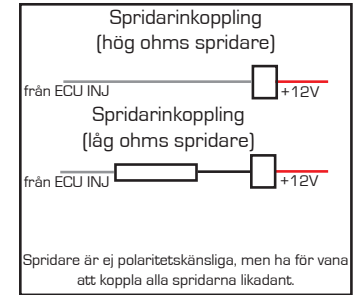 Spridarinkoppling
(hög ohms spridare)
från ECU INJ
+12V
Spridarinkoppling
(låg ohms spridare)
från ECU INJ
+12V
Spridare är ej polaritetskänsliga, men ha för vana
att koppla alla spridarna likadant.